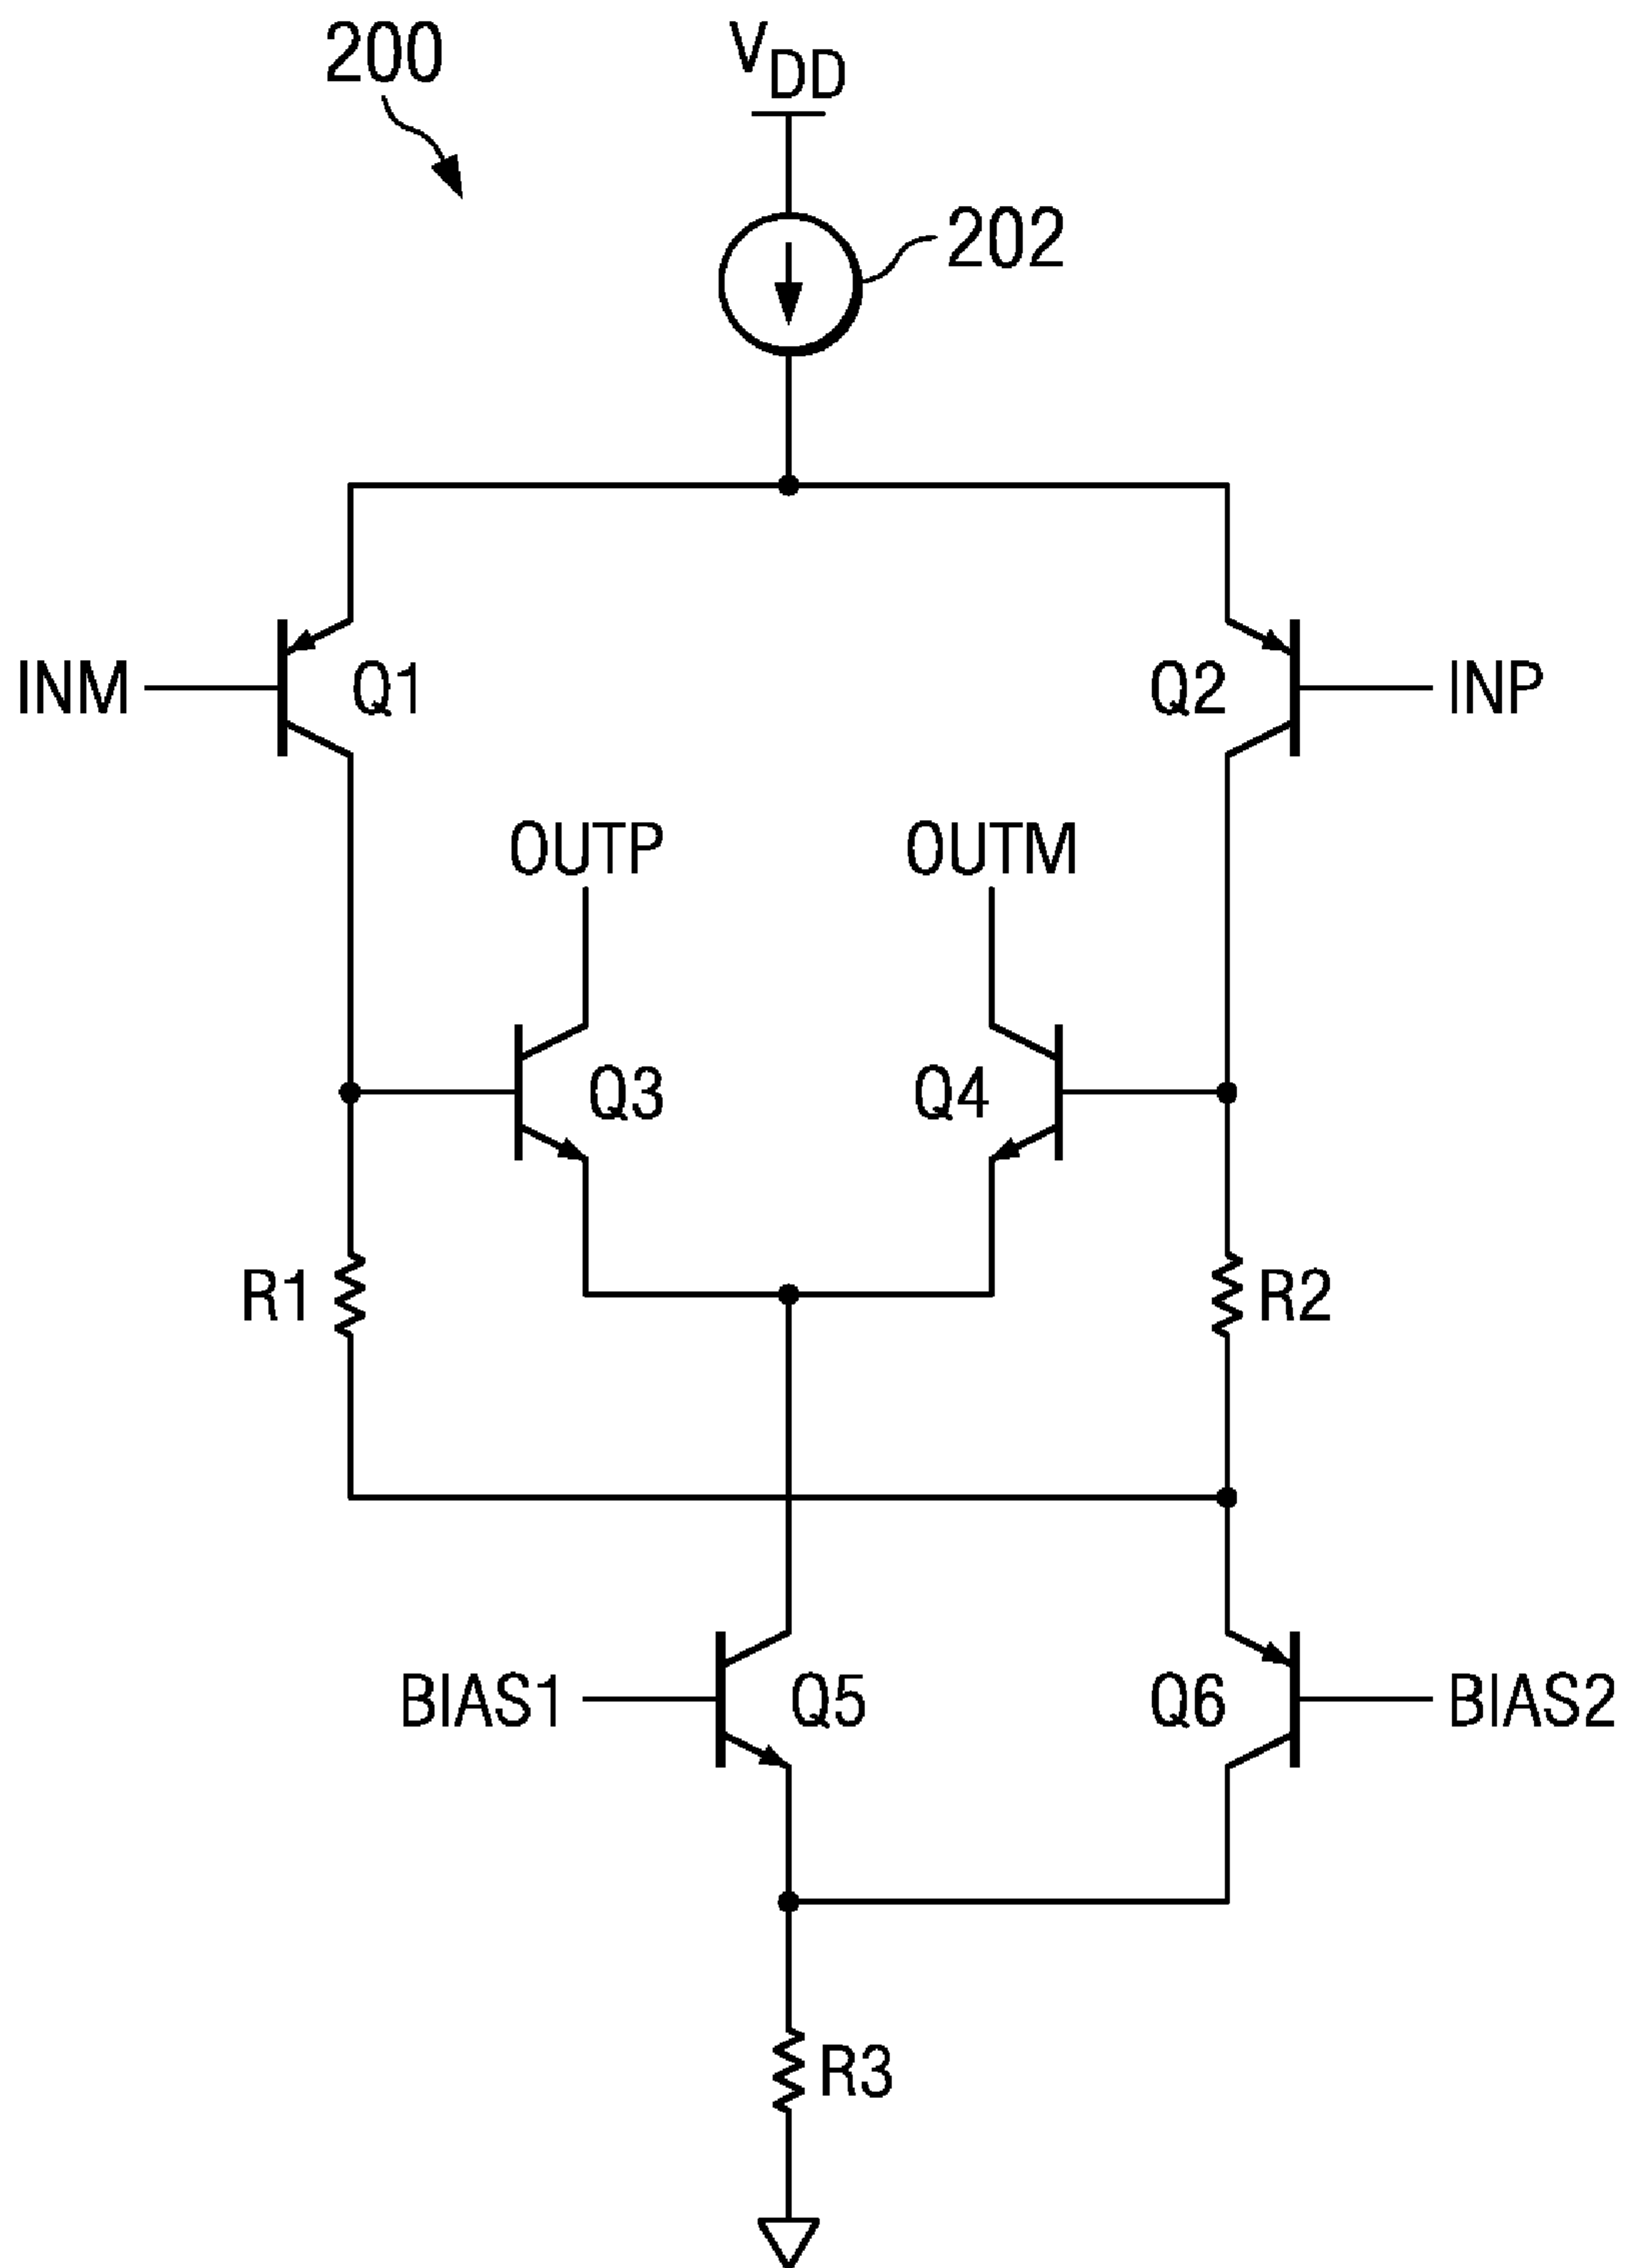 200
VDD
202
INM
Q1
Q2
INP
OUTP
OUTM
Q3
Q4
R1
R2
BIAS1
Q5
Q6
BIAS2
R3